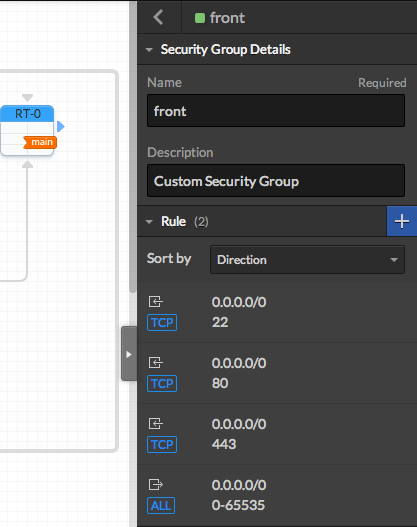 front
Security Group Details
Name Required
front
Description
Custom Security Group
Rule (2)
Sort by Direction
0.0.0.0/0
TCP 22
0.0.0.0/0
TCP 80
0.0.0.0/0
TCP 443
0.0.0.0/0
ALL 0-65535
RT-0
main